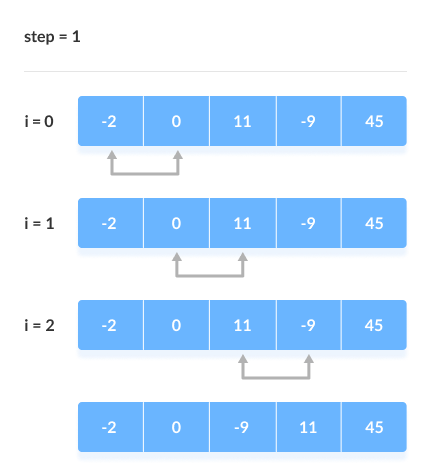 step = 1
i = 0 -2 0 11 -9 45
i = 1 -2 0 11 -9 45
i = 2 -2 0 11 -9 45
-2 0 -9 11 45